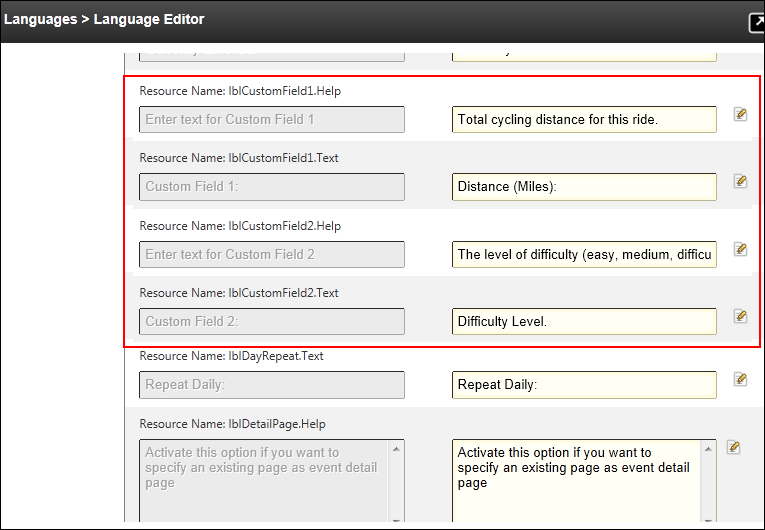 Languages > Language Editor
Resource Name: lblCustomField1.Help
Enter text for Custom Field 1
Total cycling distance for this ride.
Resource Name: lblCustomField1.Text
Custom Field 1:
Distance (Miles):
Resource Name: lblCustomField2.Help
Enter text for Custom Field 2
The level of difficulty (easy, medium, difficu
Resource Name: lblCustomField2.Text
Custom Field 2:
Difficulty Level.
Resource Name: lblDayRepeat.Text
Repeat Daily:
Repeat Daily:
Resource Name: lblDetailPage.Help
Activate this option if you want to
specify an existing page as event detail
page
Activate this option if you want to
specify an existing page as event detail
page